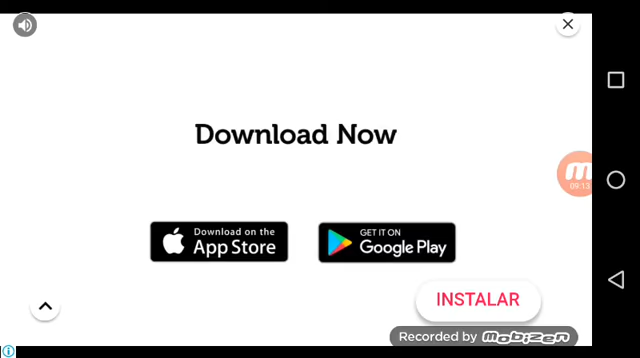 Download Now
09:13
Download on the
App Store
GET IT ON
Google Play
INSTALAR
Recorded by mobizen